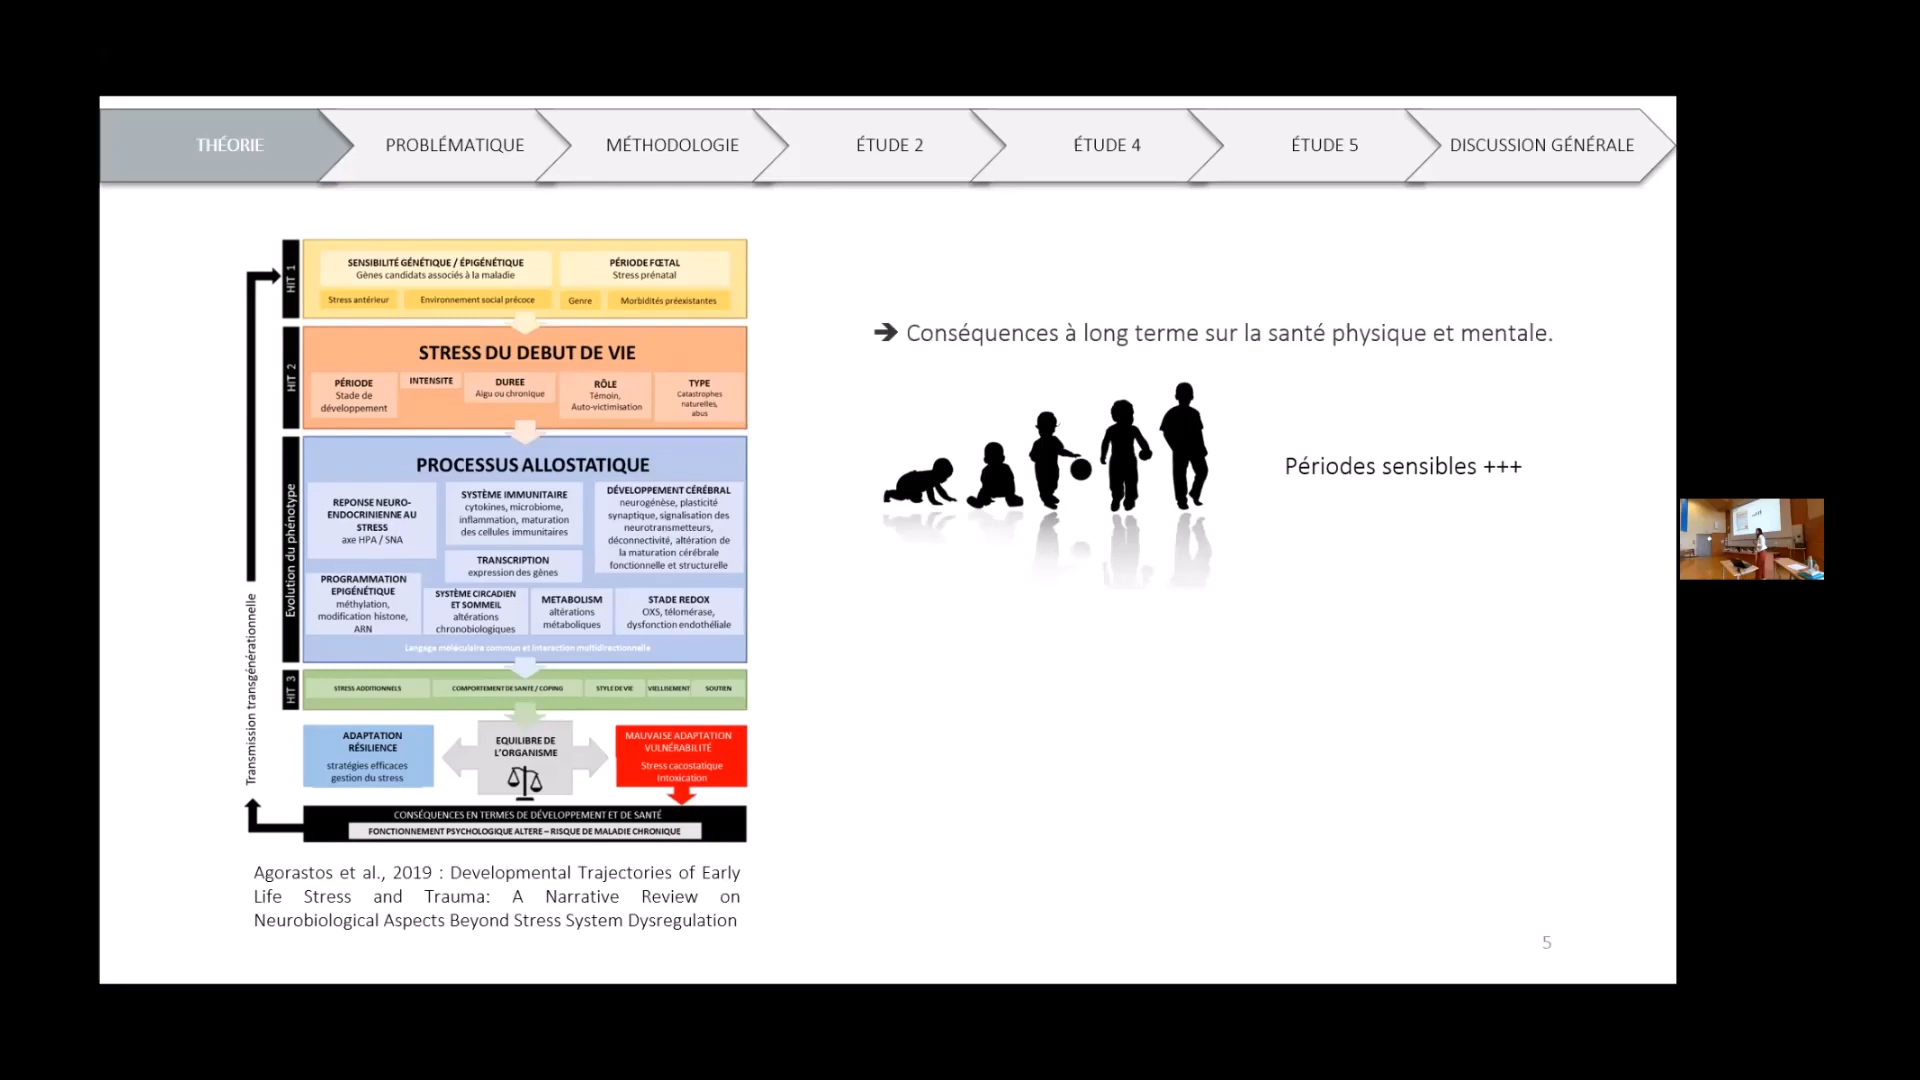 THÉORIE
PROBLÉMATIQUE
MÉTHODOLOGIE
ÉTUDE 2
ÉTUDE 4
ÉTUDE 5
DISCUSSION GÉNÉRALE
HIT 1
SENSIBILITÉ GÉNÉTIQUE / ÉPIGÉNÉTIQUE
Gènes candidats associés à la maladie
PÉRIODE FŒTAL
Stress prénatal
Stress antérieur
Environnement social précoce
Genre
Morbidités préexistantes
HIT 2
STRESS DU DEBUT DE VIE
PÉRIODE
Stade de
développement
INTENSITE
DUREE
Aigu ou chronique
RÔLE
Témoin,
Auto-victimisation
TYPE
Catastrophes
naturelles,
abus
Evolution du phénotype
PROCESSUS ALLOSTATIQUE
REPONSE NEURO-
ENDOCRINIENNE AU
STRESS
axe HPA / SNA
SYSTÈME IMMUNITAIRE
cytokines, microbiome,
inflammation, maturation
des cellules immunitaires
DÉVELOPPEMENT CÉRÉBRAL
neurogénèse, plasticité
synaptique, signalisation des
neurotransmetteurs,
déconnectivité, altération de
la maturation cérébrale
fonctionnelle et structurelle
TRANSCRIPTION
expression des gènes
PROGRAMMATION
EPIGÉNÉTIQUE
méthylation,
modification histone,
ARN
SYSTÈME CIRCADIEN
ET SOMMEIL
altérations
chronobiologiques
METABOLISM
altérations
métaboliques
STADE REDOX
OXS, télomérase,
dysfonction endothéliale
Langage moléculaire commun et interaction multidirectionnelle
HIT 3
STRESS ADDITIONNELS
COMPORTEMENT DE SANTE / COPING
STYLE DE VIE
VIELLISEMENT
SOUTIEN
ADAPTATION
RÉSILIENCE
stratégies efficaces
gestion du stress
EQUILIBRE DE
L'ORGANISME
MAUVAISE ADAPTATION
VULNÉRABILITÉ
Stress cacostatique
Intoxication
CONSÉQUENCES EN TERMES DE DÉVELOPPEMENT ET DE SANTÉ
FONCTIONNEMENT PSYCHOLOGIQUE ALTERE – RISQUE DE MALADIE CHRONIQUE
Transmission transgénérationnelle
Agorastos et al., 2019 : Developmental Trajectories of Early
Life Stress and Trauma: A Narrative Review on
Neurobiological Aspects Beyond Stress System Dysregulation
➔ Conséquences à long terme sur la santé physique et mentale.
Périodes sensibles +++
5